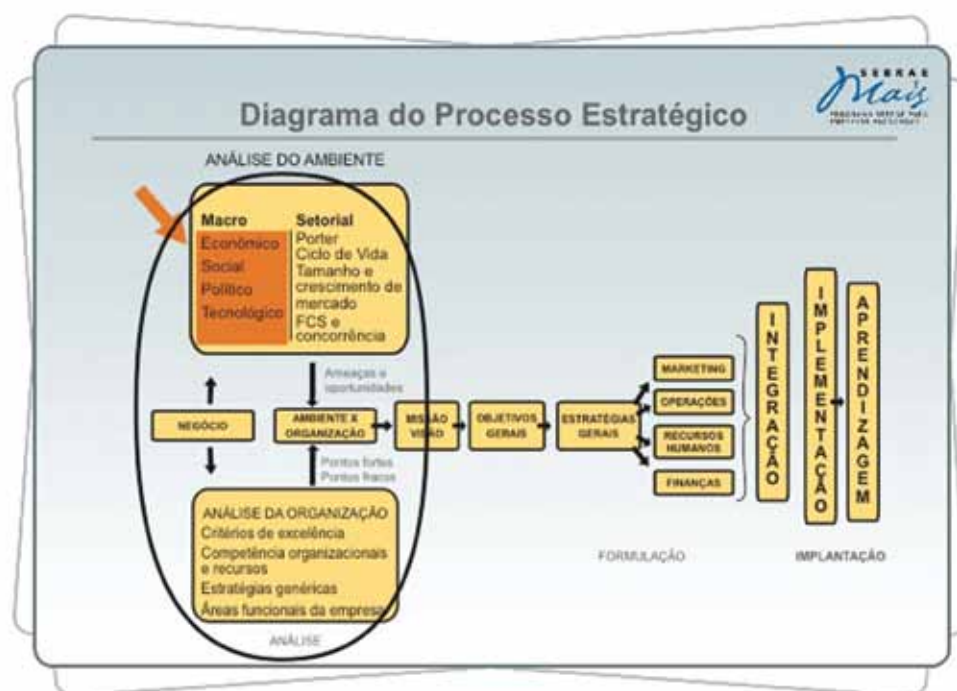 SEBRAE
Mais
Diagrama do Processo Estratégico
ANÁLISE DO AMBIENTE
Macro
Econômico
Social
Político
Tecnológico
Setorial
Porter
Ciclo de Vida
Tamanho e
crescimento de
mercado
FCS e
concorrência
Ameaças e
oportunidades
NEGÓCIO
AMBIENTE X
ORGANIZAÇÃO
MISSÃO
VISÃO
OBJETIVOS
GERAIS
ESTRATÉGIAS
GERAIS
MARKETING
OPERAÇÕES
RECURSOS
HUMANOS
FINANÇAS
INTEGRAÇÃO
IMPLEMENTAÇÃO
APRENDIZAGEM
Pontos fortes
Pontos fracos
ANÁLISE DA ORGANIZAÇÃO
Critérios de excelência
Competência organizacionais
e recursos
Estratégias genéricas
Áreas funcionais da empresa
ANÁLISE
FORMULAÇÃO
IMPLANTAÇÃO